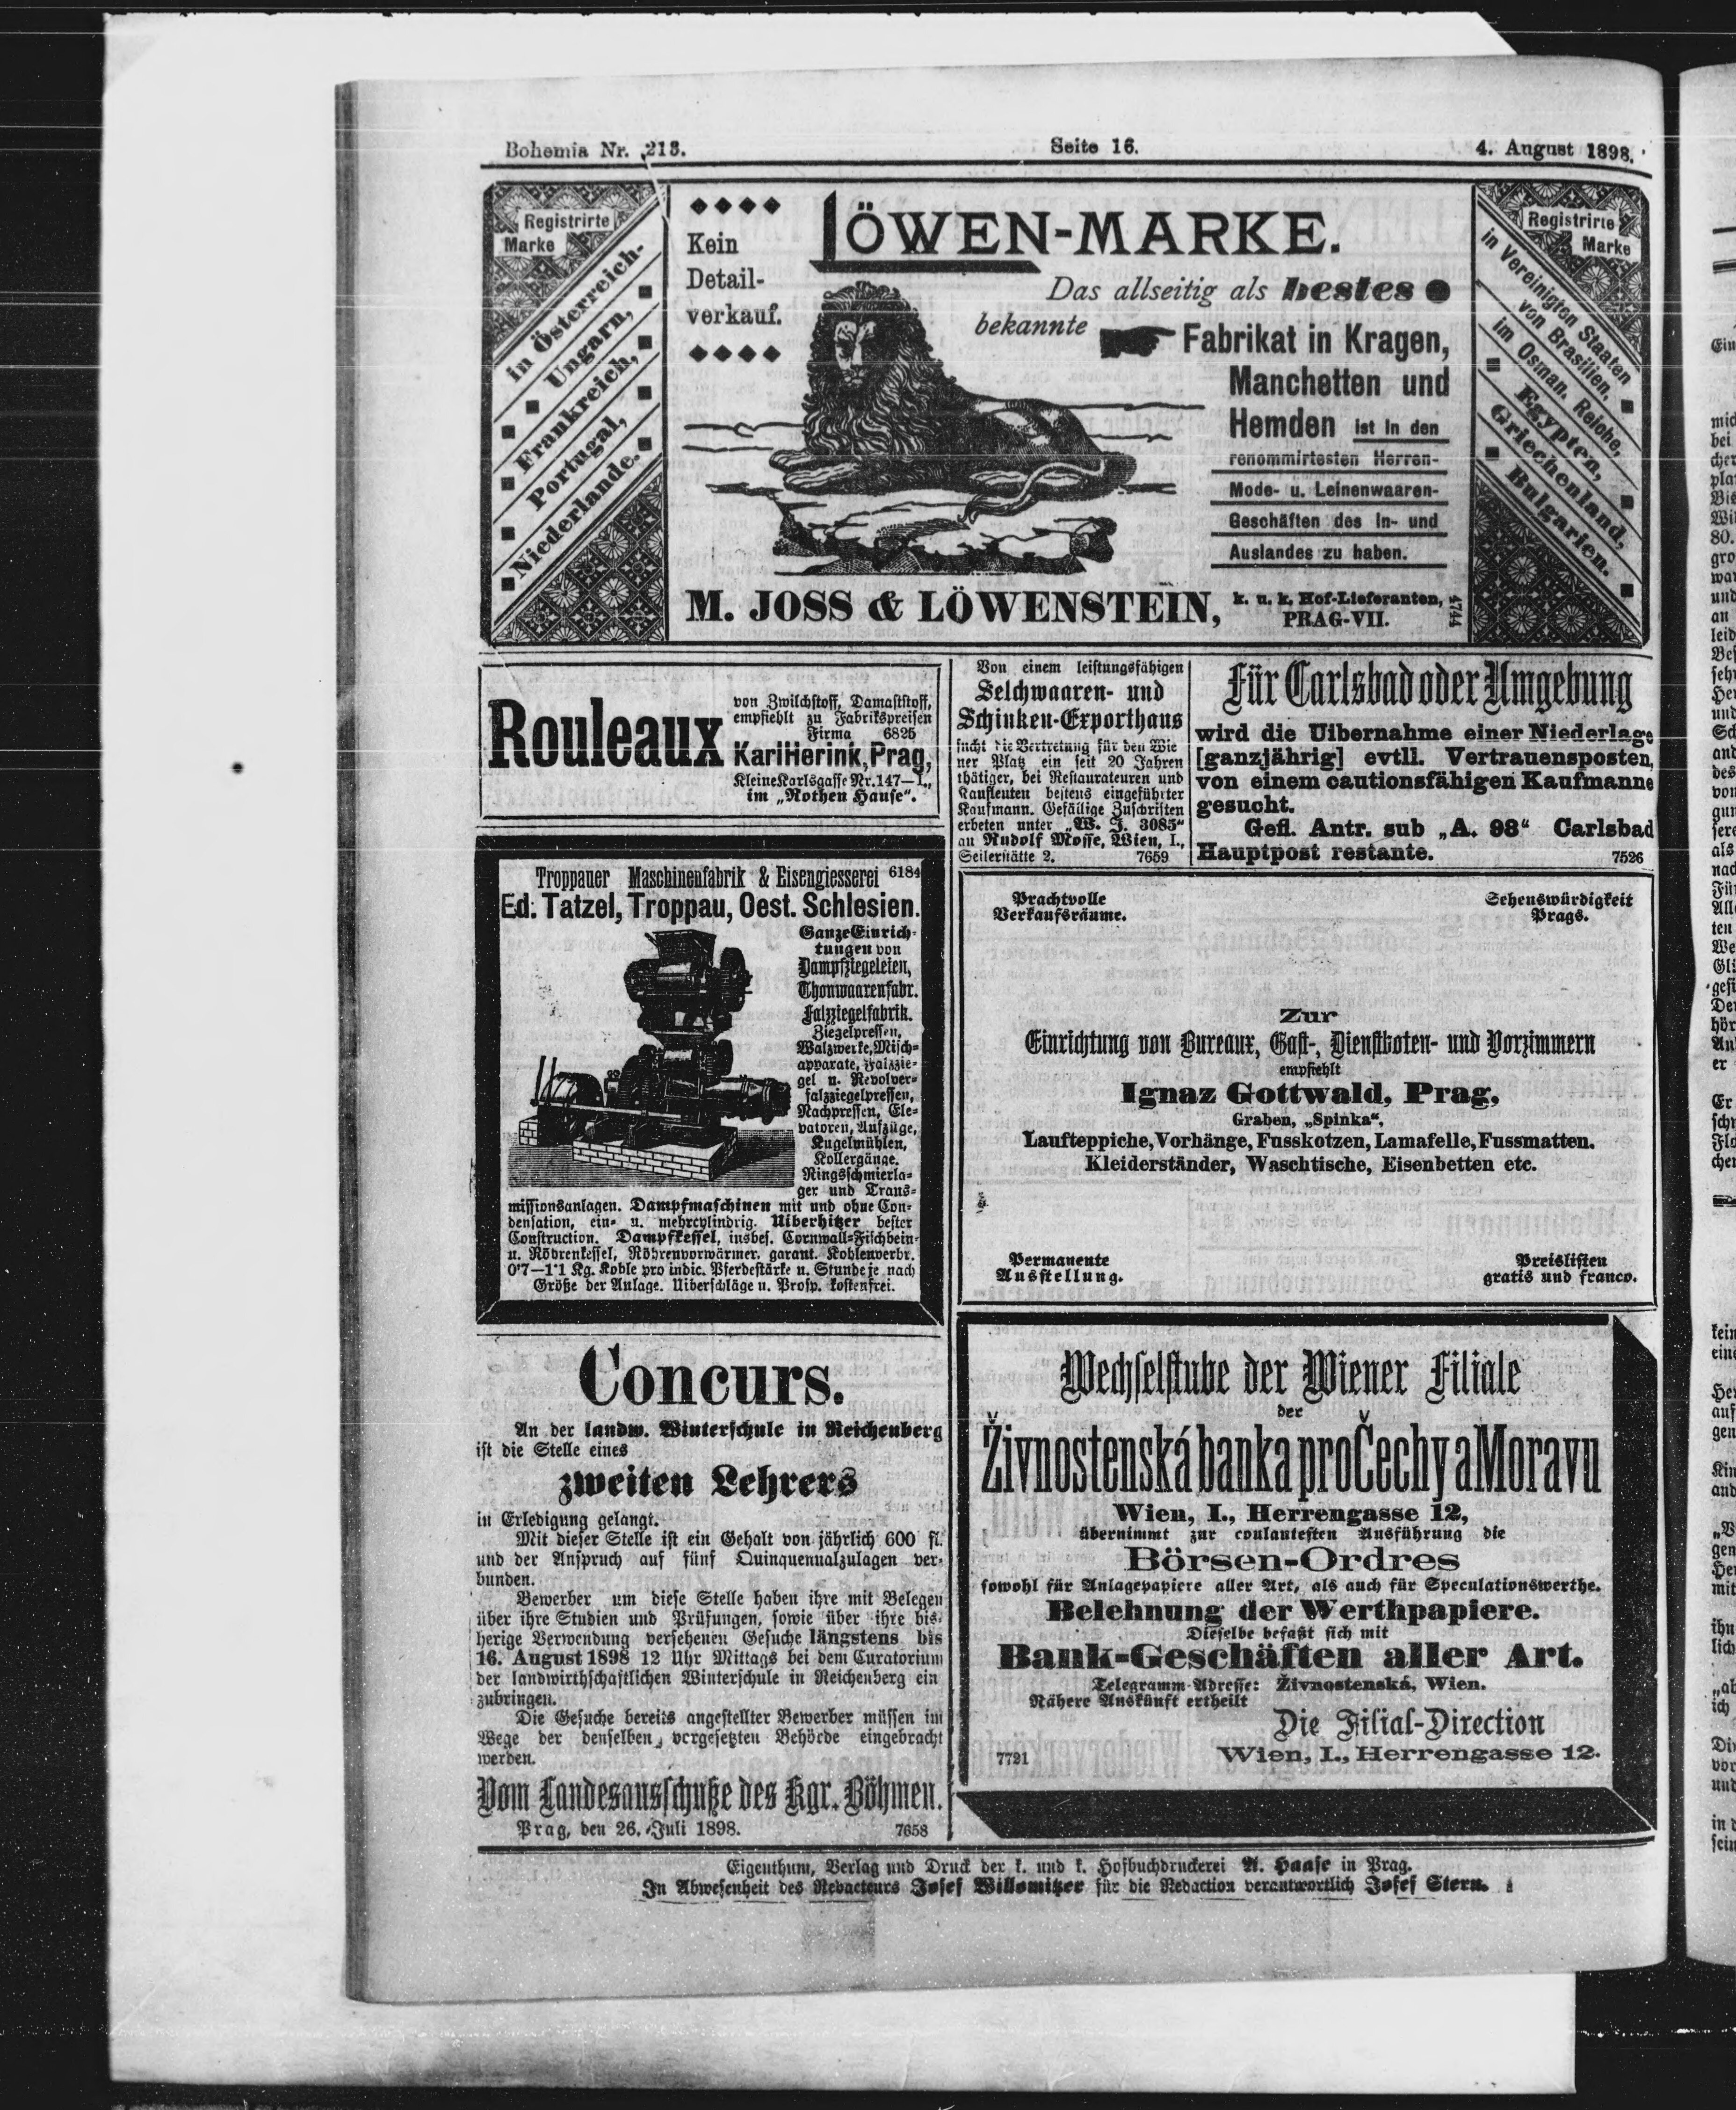 Bohemia Nr. 213.
Seite 16.
4. August 1898.
Registrirte
Marke
in Österreich-
Ungarn,
Frankreich,
Portugal,
Niederlande.
Kein
Detail-
verkauf.
LÖWEN-MARKE.
Das allseitig als bestes
bekannte
Fabrikat in Kragen,
Manchetten und
Hemden ist in den
renommirtesten Herren-
Mode- u. Leinenwaaren-
Geschäften des In- und
Auslandes zu haben.
M. JOSS & LÖWENSTEIN,
k. u. k. Hof-Lieferanten,
PRAG-VII.
4744
Registrirte
Marke
in Vereinigten Staaten
von Brasilien,
im Osman. Reiche,
Egypten,
Griechenland,
Bulgarien.
Rouleaux
von Zwilchstoff, Damaststoff,
empfiehlt zu Fabrikspreisen
Firma 6825
Karl Herink, Prag,
Kleine Karlsgasse Nr. 147—I.,
im „Rothen Hause“.
Troppauer Maschinenfabrik & Eisengiesserei 6184
Ed. Tatzel, Troppau, Oest. Schlesien.
Ganze Einrich-
tungen von
Dampfziegeleien,
Thonwaarenfabr.
Falzziegelfabrik.
Ziegelpressen,
Walzwerke, Misch-
apparate, Falzzie-
gel u. Revolver-
falzziegelpressen,
Nachpressen, Ele-
vatoren, Aufzüge,
Kugelmühlen,
Kollergänge.
Ringschmierla-
ger und Trans-
missionsanlagen. Dampfmaschinen mit und ohne Con-
densation, ein- u. mehrcylindrig. Uiberhitzer bester
Construction. Dampfkessel, insbes. Cornwall-Fischbein-
u. Röhrenkessel, Röhrenvorwärmer, garant. Kohlenverbr.
0·7—1·1 Kg. Kohle pro indic. Pferdestärke u. Stunde je nach
Größe der Anlage. Uiberschläge u. Prosp. kostenfrei.
Concurs.
An der landw. Winterschule in Reichenberg
ist die Stelle eines
zweiten Lehrers
in Erledigung gelangt.
Mit dieser Stelle ist ein Gehalt von jährlich 600 fl.
und der Anspruch auf fünf Quinquennalzulagen ver-
bunden.
Bewerber um diese Stelle haben ihre mit Belegen
über ihre Studien und Prüfungen, sowie über ihre bis-
herige Verwendung versehenen Gesuche längstens bis
16. August 1898 12 Uhr Mittags bei dem Curatorium
der landwirthschaftlichen Winterschule in Reichenberg ein
zubringen.
Die Gesuche bereits angestellter Bewerber müssen im
Wege der denselben vorgesetzten Behörde eingebracht
werden.
Vom Landesausschuße des Kgr. Böhmen.
Prag, den 26. Juli 1898. 7658
Von einem leistungsfähigen
Selchwaaren- und
Schinken-Exporthaus
sucht die Vertretung für den Wie
ner Platz ein seit 20 Jahren
thätiger, bei Restaurateuren und
Kaufleuten bestens eingeführter
Kaufmann. Gefällige Zuschriften
erbeten unter „W. J. 3085“
an Rudolf Mosse, Wien, I.,
Seilerstätte 2. 7659
Für Carlsbad oder Umgebung
wird die Uibernahme einer Niederlage
[ganzjährig] evtll. Vertrauensposten,
von einem cautionsfähigen Kaufmanne
gesucht.
Gefl. Antr. sub „A. 98“ Carlsbad
Hauptpost restante. 7526
Prachtvolle
Verkaufsräume.
Sehenswürdigkeit
Prags.
Zur
Einrichtung von Bureaux, Gast-, Dienstboten- und Vorzimmern
empfiehlt
Ignaz Gottwald, Prag,
Graben, „Spinka“,
Laufteppiche, Vorhänge, Fusskotzen, Lamafelle, Fussmatten.
Kleiderständer, Waschtische, Eisenbetten etc.
Permanente
Ausstellung.
Preislisten
gratis und franco.
Wechselstube der Wiener Filiale
der
Živnostenská banka pro Čechy a Moravu
Wien, I., Herrengasse 12,
übernimmt zur coulantesten Ausführung die
Börsen-Ordres
sowohl für Anlagepapiere aller Art, als auch für Speculationswerthe.
Belehnung der Werthpapiere.
Dieselbe befaßt sich mit
Bank-Geschäften aller Art.
Telegramm-Adresse: Živnostenská, Wien.
Nähere Auskünft ertheilt
Die Filial-Direction
7721 Wien, I., Herrengasse 12.
Eigenthum, Verlag und Druck der k. und k. Hofbuchdruckerei A. Haase in Prag.
In Abwesenheit des Redacteurs Josef Willomitzer für die Redaction verantwortlich Josef Stern.